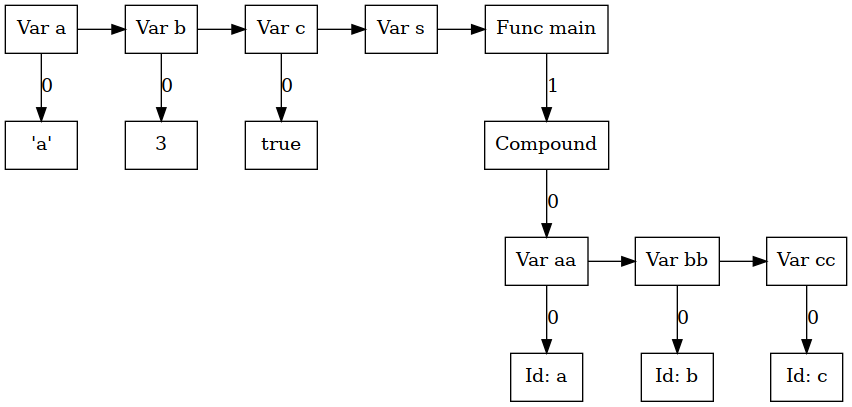 Var a
Var b
Var c
Var s
Func main
0
0
0
1
'a'
3
true
Compound
0
Var aa
Var bb
Var cc
0
0
0
Id: a
Id: b
Id: c